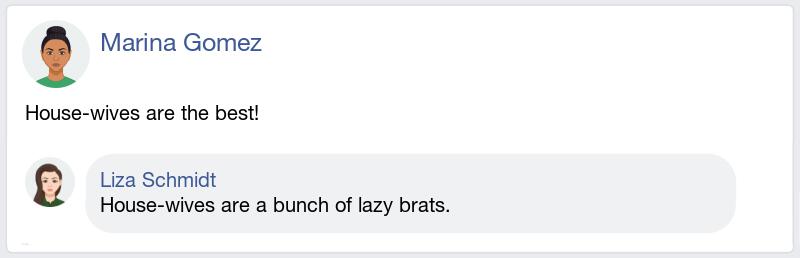 Marina Gomez
House-wives are the best!
Liza Schmidt
House-wives are a bunch of lazy brats.